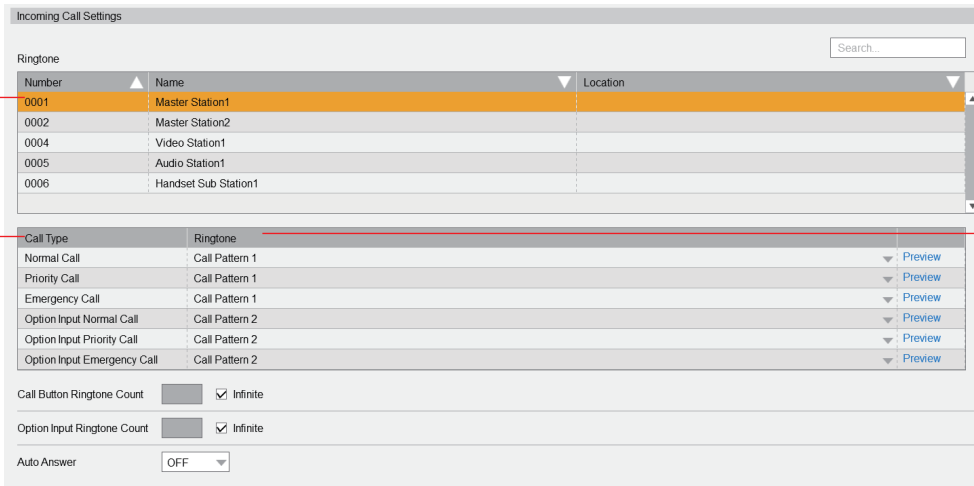 Incoming Call Settings
Search...
Ringtone
Number Name Location
0001 Master Station1
0002 Master Station2
0004 Video Station1
0005 Audio Station1
0006 Handset Sub Station1
Call Type Ringtone
Normal Call Call Pattern 1 Preview
Priority Call Call Pattern 1 Preview
Emergency Call Call Pattern 1 Preview
Option Input Normal Call Call Pattern 2 Preview
Option Input Priority Call Call Pattern 2 Preview
Option Input Emergency Call Call Pattern 2 Preview
Call Button Ringtone Count Infinite
Option Input Ringtone Count Infinite
Auto Answer OFF